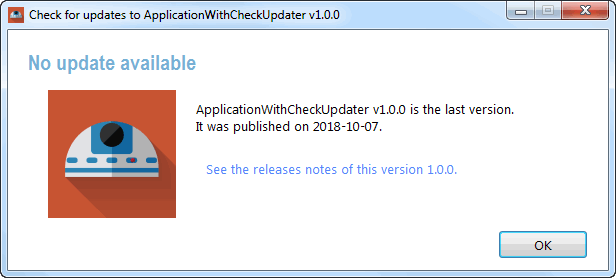 Check for updates to ApplicationWithCheckUpdater v1.0.0
No update available
ApplicationWithCheckUpdater v1.0.0 is the last version.
It was published on 2018-10-07.
See the releases notes of this version 1.0.0.
OK